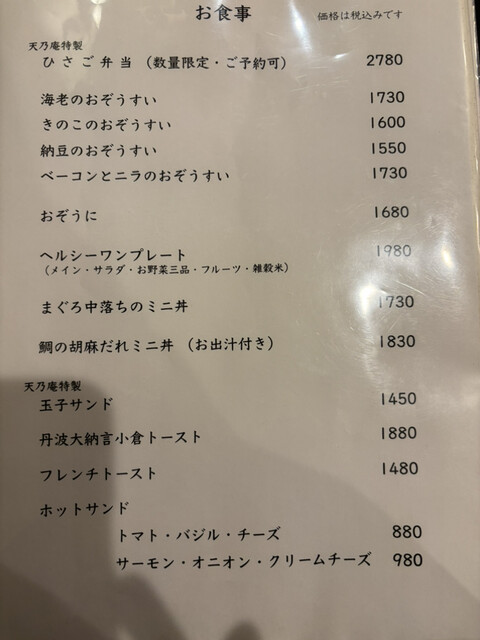 お食事 価格は税込みです
天乃庵特製
ひさご弁当（数量限定・ご予約可） 2780
海老のおぞうすい 1730
きのこのおぞうすい 1600
納豆のおぞうすい 1550
ベーコンとニラのおぞうすい 1730
おぞうに 1680
ヘルシーワンプレート 1980
（メイン・サラダ・お野菜三品・フルーツ・雑穀米）
まぐろ中落ちのミニ丼 1730
鯛の胡麻だれミニ丼（お出汁付き） 1830
天乃庵特製
玉子サンド 1450
丹波大納言小倉トースト 1880
フレンチトースト 1480
ホットサンド
トマト・バジル・チーズ 880
サーモン・オニオン・クリームチーズ 980